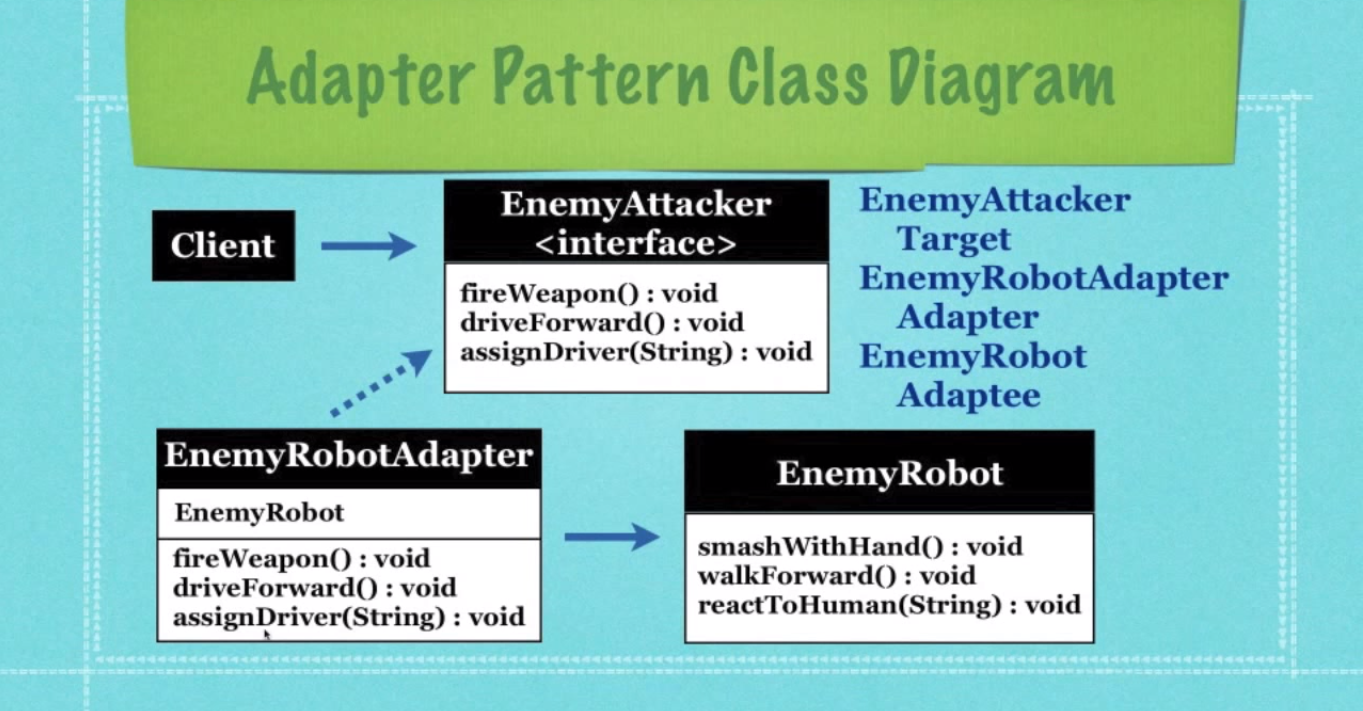 Adapter Pattern Class Diagram
Client
EnemyAttacker
<interface>
fireWeapon() : void
driveForward() : void
assignDriver(String) : void
EnemyAttacker
Target
EnemyRobotAdapter
Adapter
EnemyRobot
Adaptee
EnemyRobotAdapter
EnemyRobot
fireWeapon() : void
driveForward() : void
assignDriver(String) : void
EnemyRobot
smashWithHand() : void
walkForward() : void
reactToHuman(String) : void